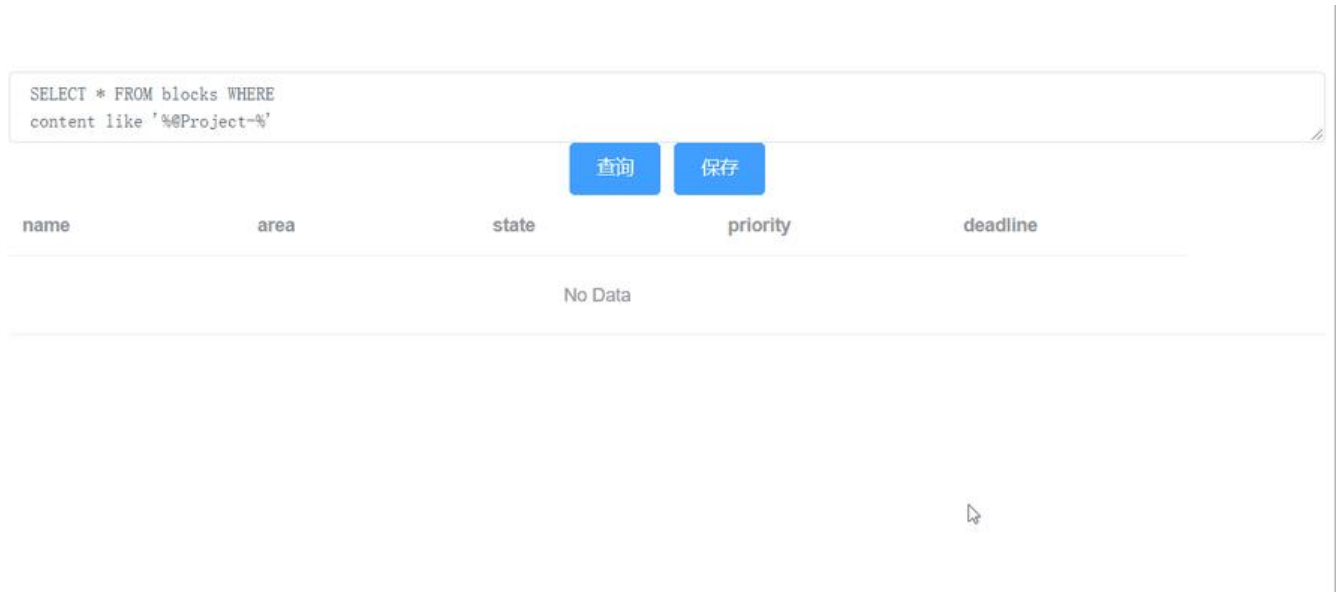 SELECT * FROM blocks WHERE
content like '%@Project-%'
查询 保存
name area state priority deadline
No Data